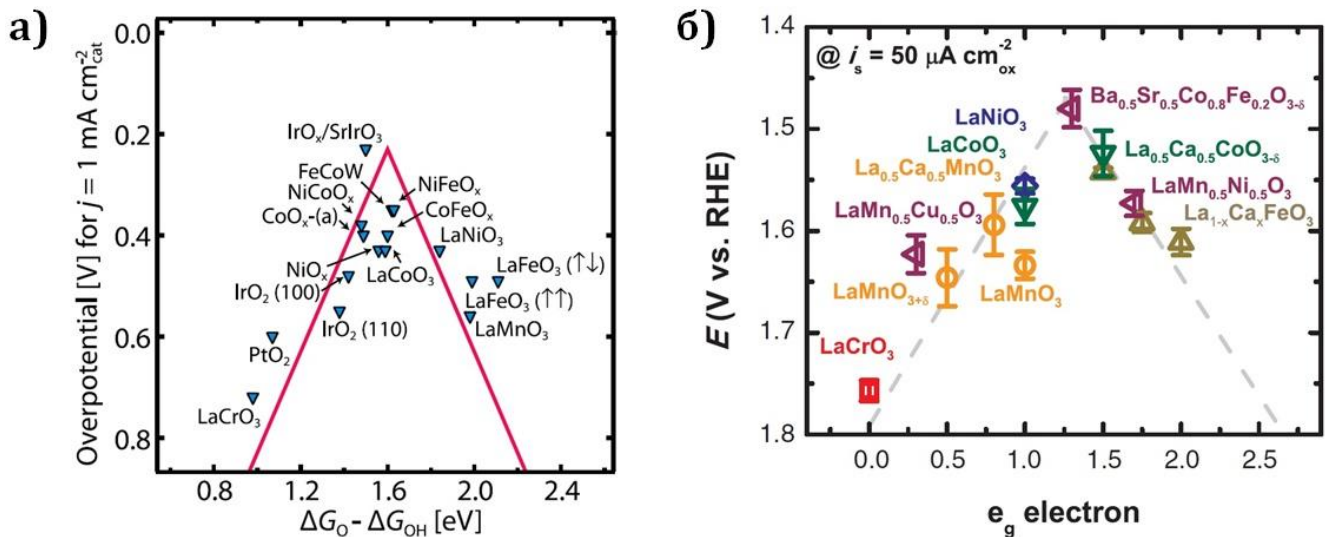 а)
Overpotential [V] for j = 1 mA cm⁻²cat
0.0
0.2
0.4
0.6
0.8
IrOₓ/SrIrO₃
FeCoW
NiCoOₓ
CoOₓ-(a)
NiFeOₓ
CoFeOₓ
LaNiO₃
NiOₓ
LaCoO₃
IrO₂ (100)
LaFeO₃ (↑↓)
LaFeO₃ (↑↑)
LaMnO₃
IrO₂ (110)
PtO₂
LaCrO₃
0.8 1.2 1.6 2.0 2.4
ΔG_O - ΔG_OH [eV]
б)
E (V vs. RHE)
1.4
1.5
1.6
1.7
1.8
@ iₛ = 50 μA cm⁻²ox
Ba₀.₅Sr₀.₅Co₀.₈Fe₀.₂O₃₋δ
LaNiO₃
LaCoO₃
La₀.₅Ca₀.₅CoO₃₋δ
La₀.₅Ca₀.₅MnO₃
LaMn₀.₅Ni₀.₅O₃
LaMn₀.₅Cu₀.₅O₃
La₁₋ₓCaₓFeO₃
LaMnO₃₊δ
LaMnO₃
LaCrO₃
0.0 0.5 1.0 1.5 2.0 2.5
e_g electron